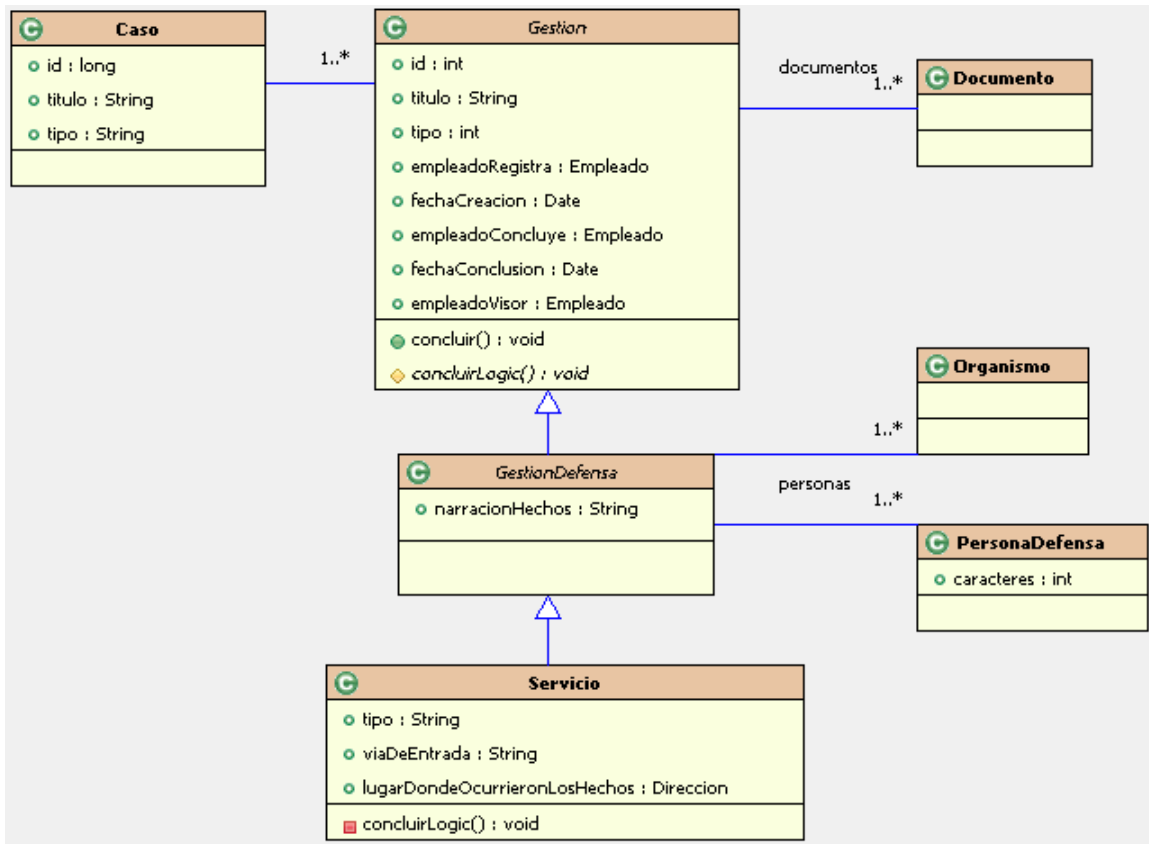 Caso
id : long
titulo : String
tipo : String
1..*
Gestion
id : int
titulo : String
tipo : int
empleadoRegistra : Empleado
fechaCreacion : Date
empleadoConcluye : Empleado
fechaConclusion : Date
empleadoVisor : Empleado
concluir() : void
concluirLogic() : void
documentos
1..*
Documento
Organismo
1..*
GestionDefensa
narracionHechos : String
personas
1..*
PersonaDefensa
caracteres : int
Servicio
tipo : String
viaDeEntrada : String
lugarDondeOcurrieronLosHechos : Direccion
concluirLogic() : void